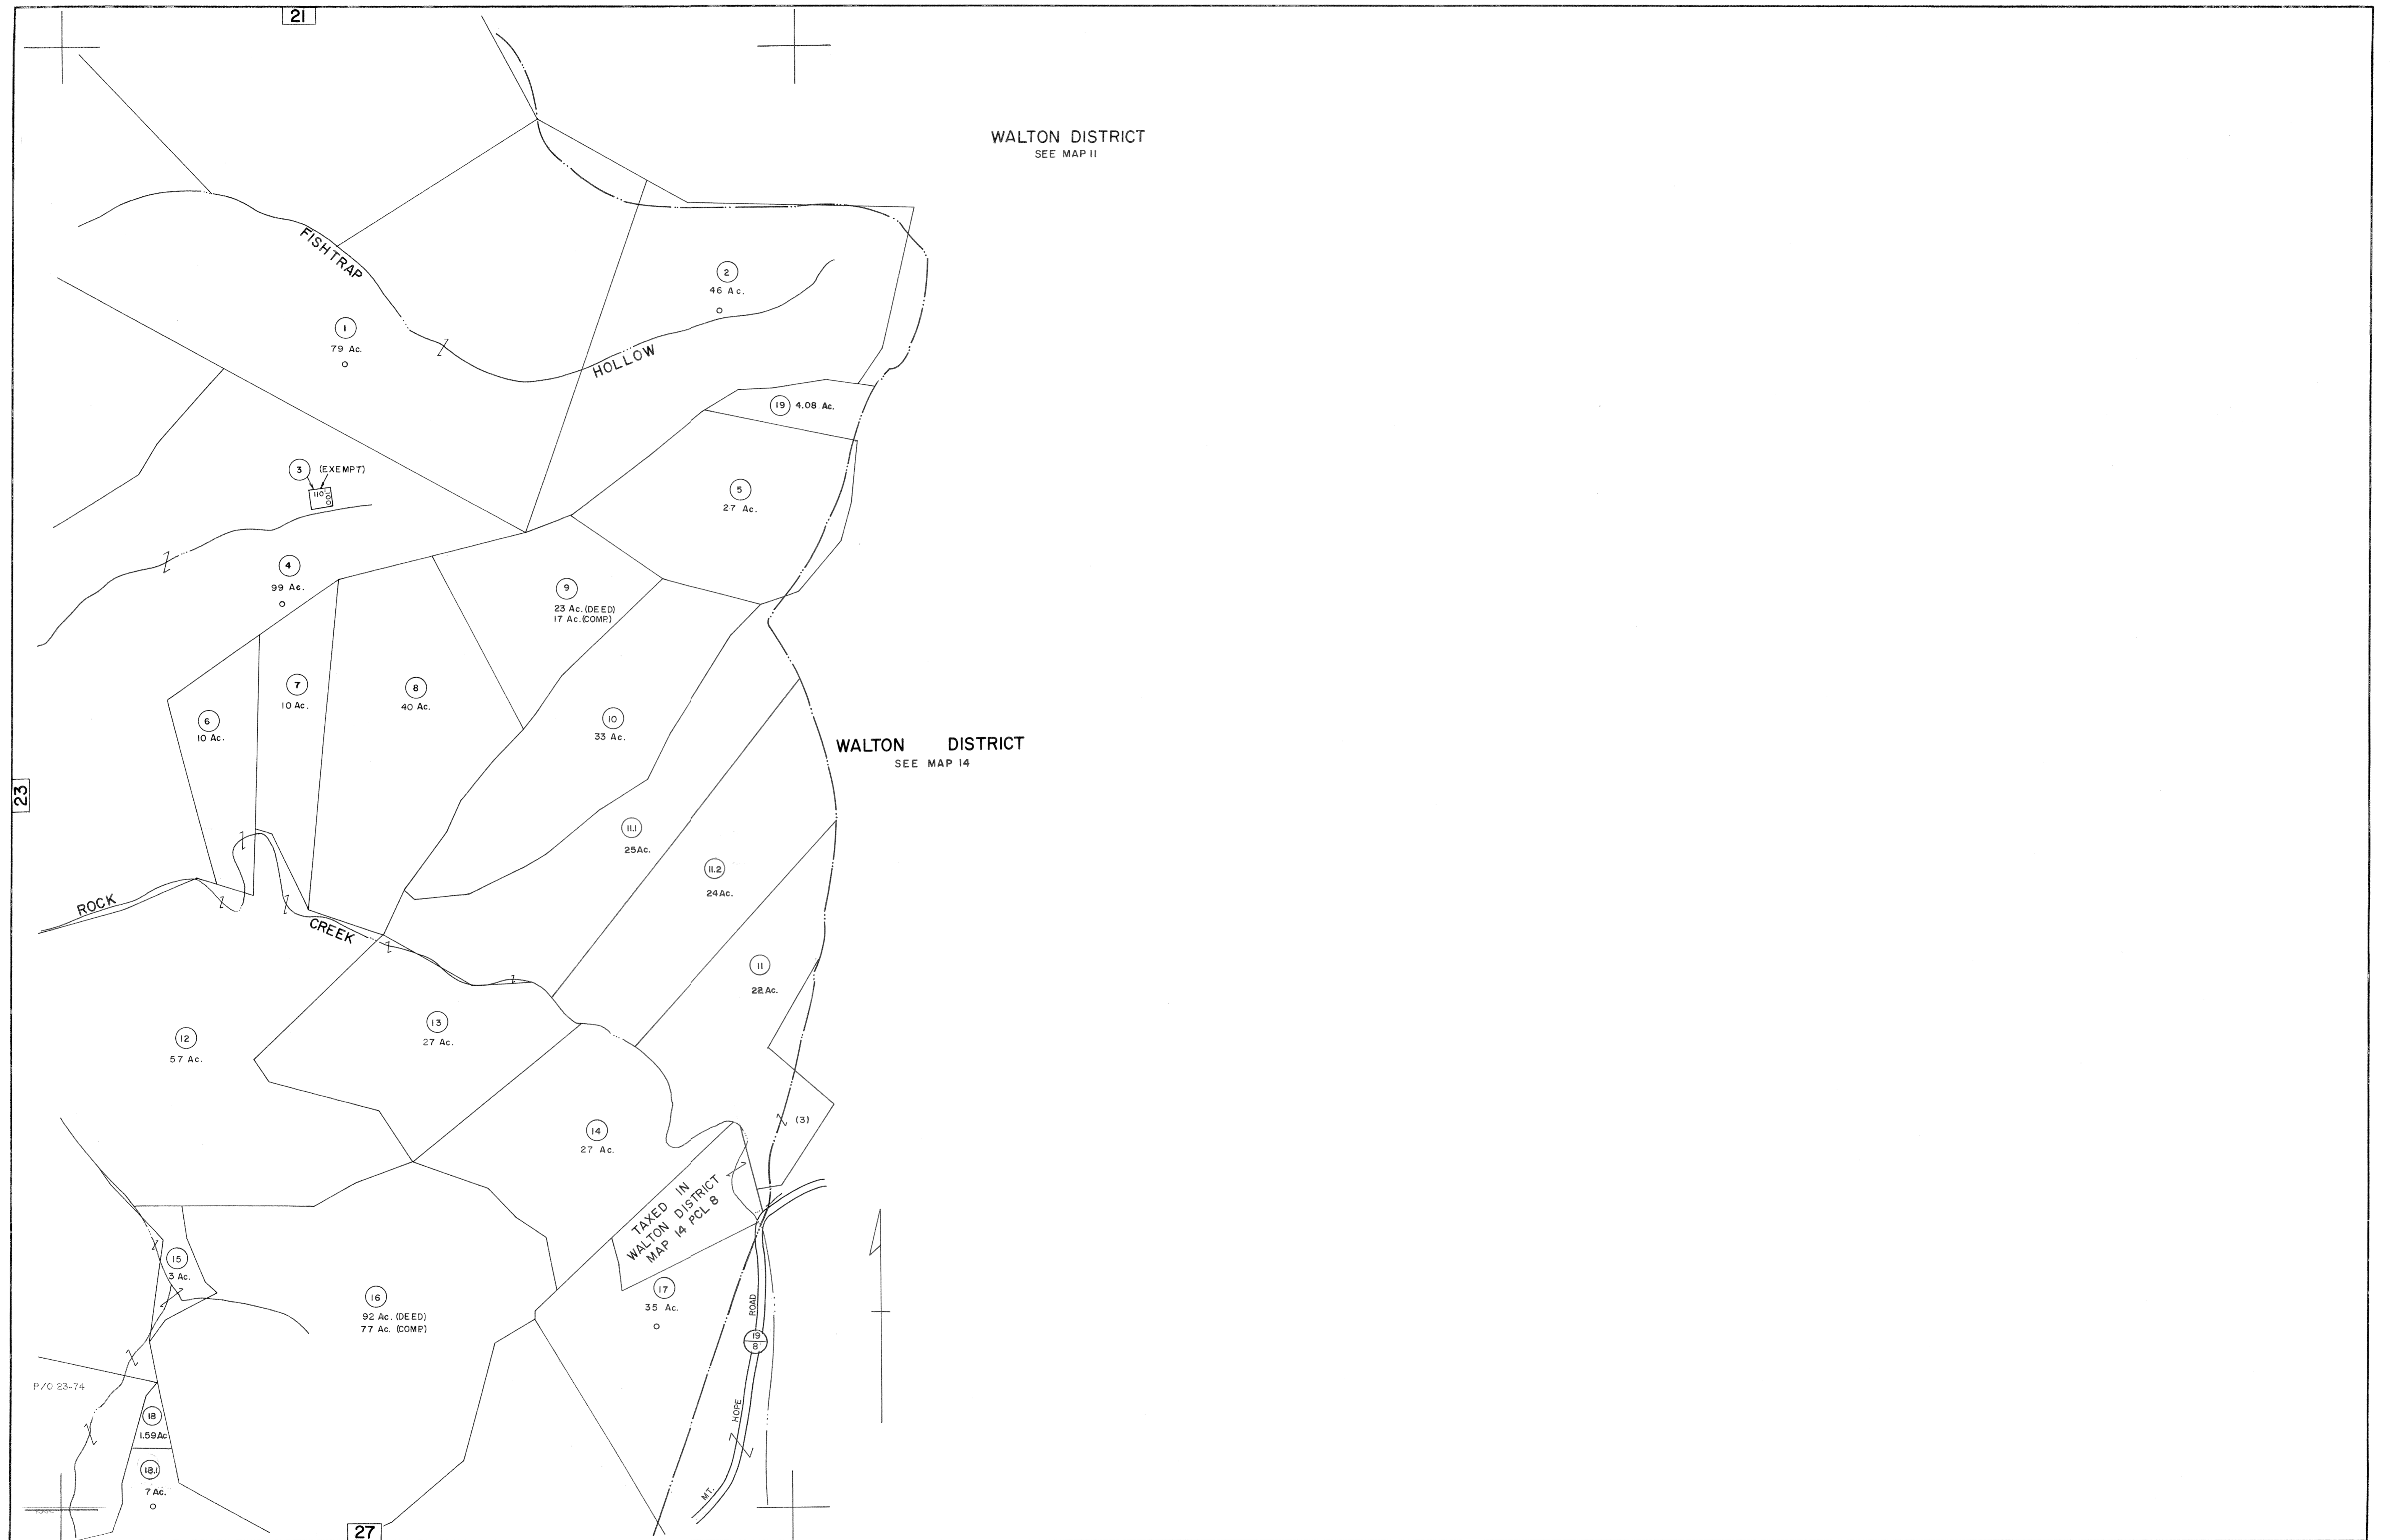 21
WALTON DISTRICT
SEE MAP 11
FISHTRAP
HOLLOW
2
46 Ac.
1
79 Ac.
19 4.08 Ac.
3 (EXEMPT)
110'
100'
5
27 Ac.
4
99 Ac.
9
23 Ac. (DEED)
17 Ac. (COMP.)
7
10 Ac.
8
40 Ac.
6
10 Ac.
10
33 Ac.
WALTON DISTRICT
SEE MAP 14
23
11.1
25 Ac.
11.2
24 Ac.
ROCK
CREEK
11
22 Ac.
13
27 Ac.
12
57 Ac.
14
27 Ac.
(3)
TAXED IN
WALTON DISTRICT
MAP 14 PCL 8
15
3 Ac.
16
92 Ac. (DEED)
77 Ac. (COMP.)
17
35 Ac.
MT. HOPE ROAD
19
8
P/O 23-74
18
1.59 Ac
18.1
7 Ac.
27